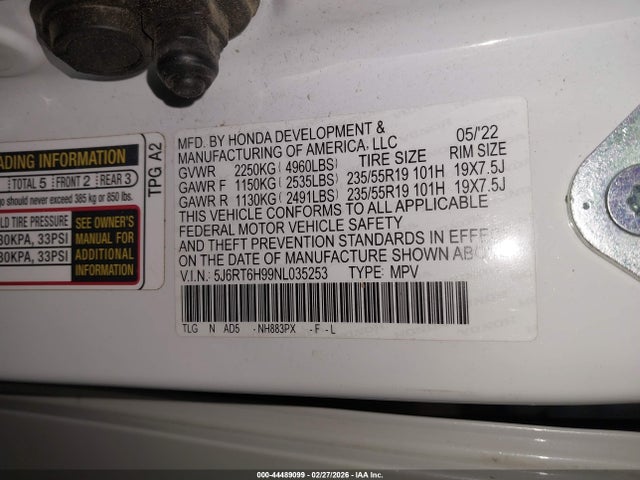 ADING INFORMATION
TOTAL 5 FRONT 2 REAR 3
go should never exceed 385 kg or 850 lbs.
LD TIRE PRESSURE
30KPA, 33PSI
30KPA, 33PSI
SEE OWNER'S
MANUAL FOR
ADDITIONAL
INFORMATION
TPG A2
MFD. BY HONDA DEVELOPMENT &
MANUFACTURING OF AMERICA, LLC 05/'22
GVWR 2250KG( 4960LBS) TIRE SIZE RIM SIZE
GAWR F 1150KG( 2535LBS) 235/55R19 101H 19X7.5J
GAWR R 1130KG( 2491LBS) 235/55R19 101H 19X7.5J
THIS VEHICLE CONFORMS TO ALL APPLICABLE
FEDERAL MOTOR VEHICLE SAFETY
AND THEFT PREVENTION STANDARDS IN EFFE
ON THE DATE OF MANUFACTURE SHOWN ABO
V.I.N.: 5J6RT6H99NL035253 TYPE: MPV
TLG N AD5 - NH883PX - F - L
000-44489099 - 02/27/2026 - IAA Inc.